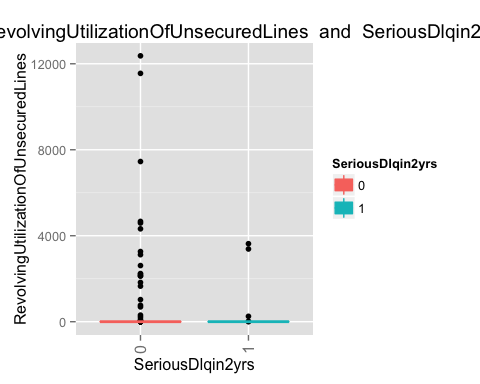 evolvingUtilizationOfUnsecuredLines and SeriousDlqin2
RevolvingUtilizationOfUnsecuredLines
12000
8000
4000
0
0
1
SeriousDlqin2yrs
SeriousDlqin2yrs
0
1